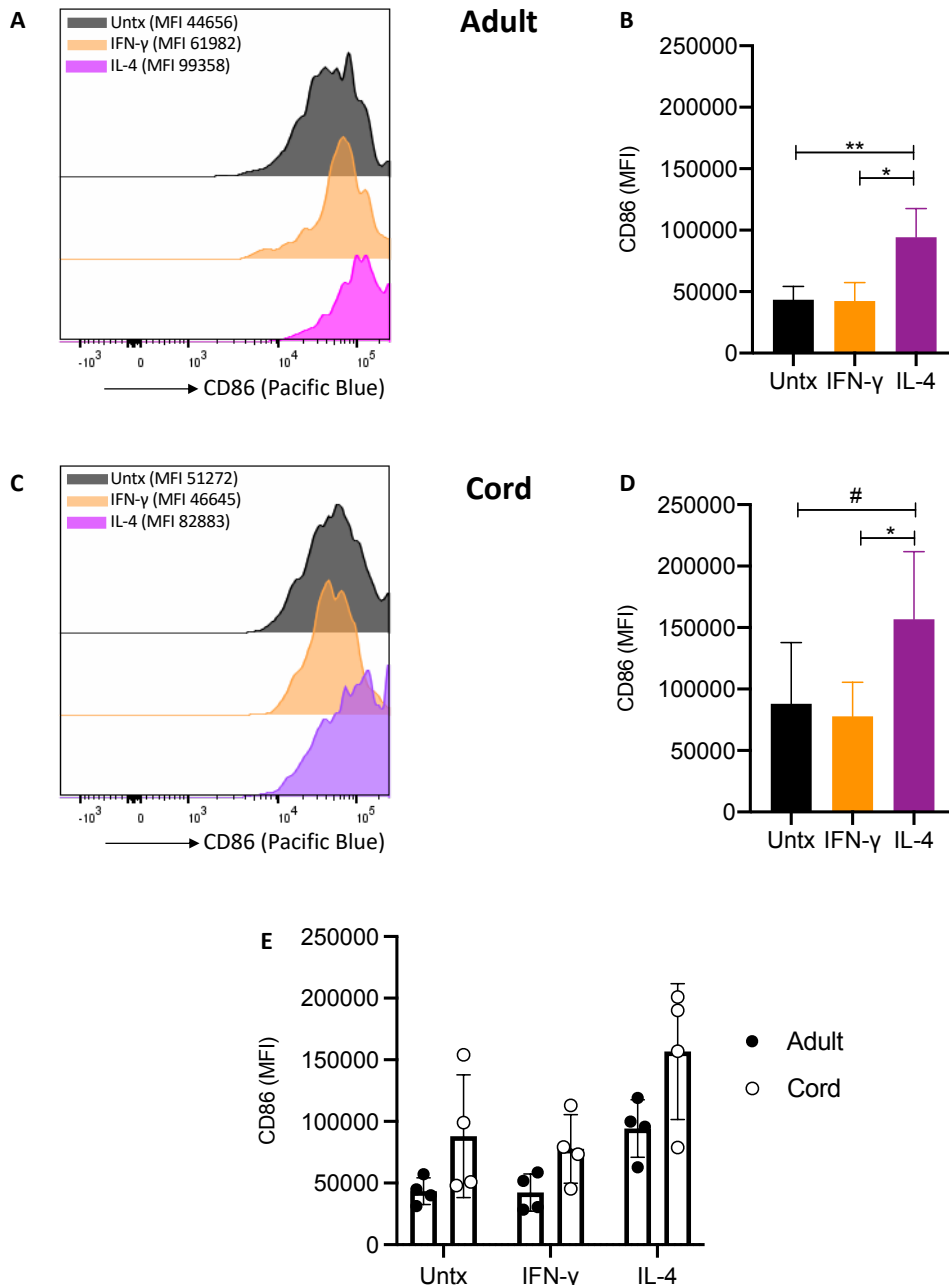 A
Adult
Untx (MFI 44656)
IFN-γ (MFI 61982)
IL-4 (MFI 99358)
-10³ 0 10³ 10⁴ 10⁵
CD86 (Pacific Blue)
B
250000
200000
150000
100000
50000
0
CD86 (MFI)
**
*
Untx IFN-γ IL-4
C
Cord
Untx (MFI 51272)
IFN-γ (MFI 46645)
IL-4 (MFI 82883)
-10³ 0 10³ 10⁴ 10⁵
CD86 (Pacific Blue)
D
250000
200000
150000
100000
50000
0
CD86 (MFI)
#
*
Untx IFN-γ IL-4
E
250000
200000
150000
100000
50000
0
CD86 (MFI)
Untx IFN-γ IL-4
Adult
Cord